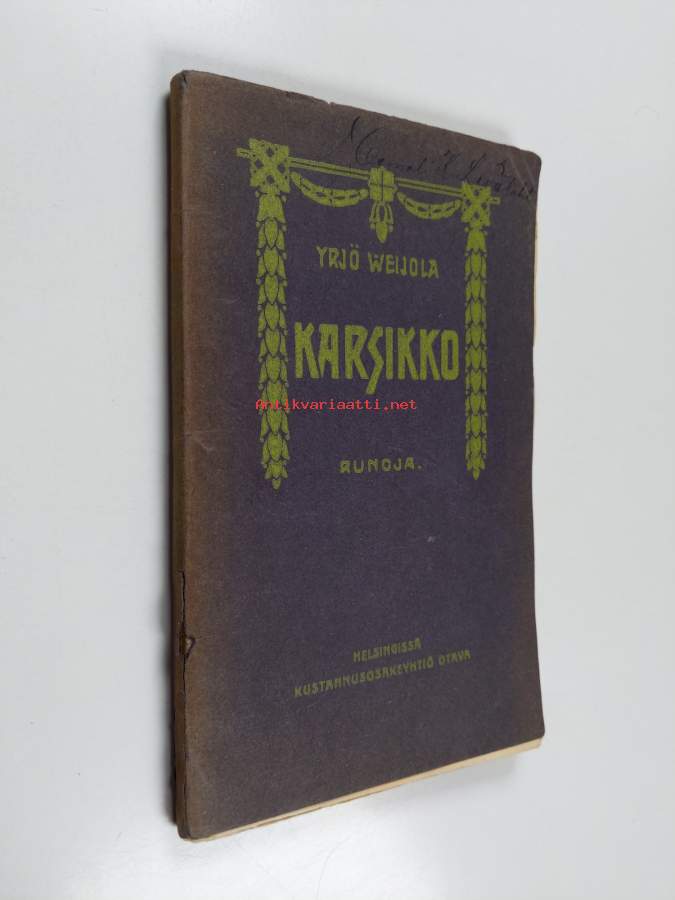 YRJÖ WEIJOLA
KARSIKKO
Antikvariaatti.net
RUNOJA.
HELSINGISSÄ
KUSTANNUSOSAKEYHTIÖ OTAVA